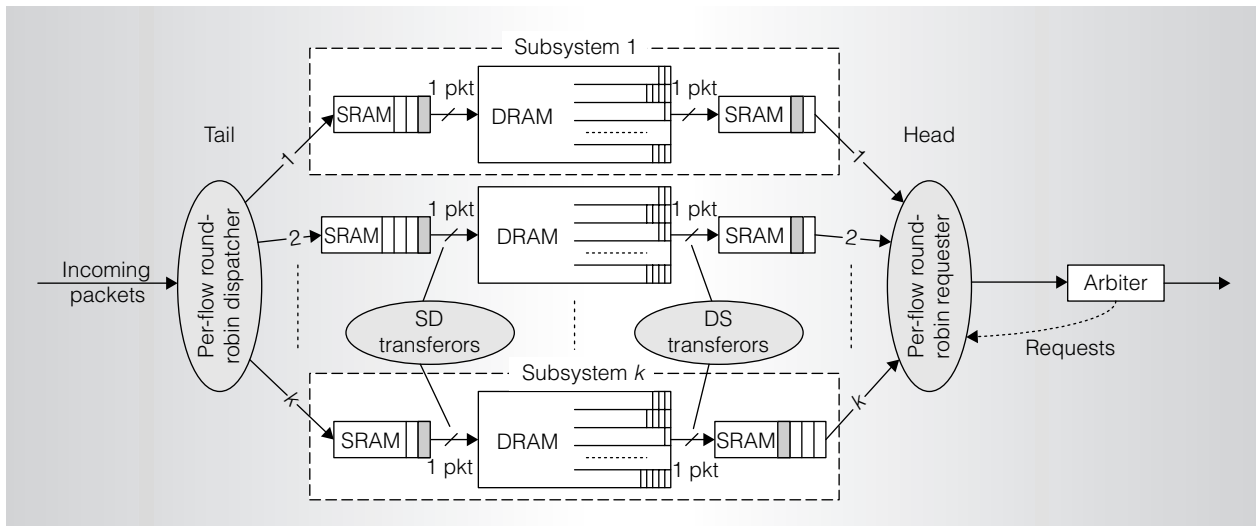 Subsystem 1
1 pkt
1 pkt
SRAM
DRAM
SRAM
Tail
Head
1
1
Per-flow round-
robin dispatcher
Per-flow round-
robin requester
1 pkt
1 pkt
2
SRAM
DRAM
SRAM
2
Incoming
packets
Arbiter
SD
transferors
DS
transferors
Requests
Subsystem k
k
k
SRAM
DRAM
SRAM
1 pkt
1 pkt